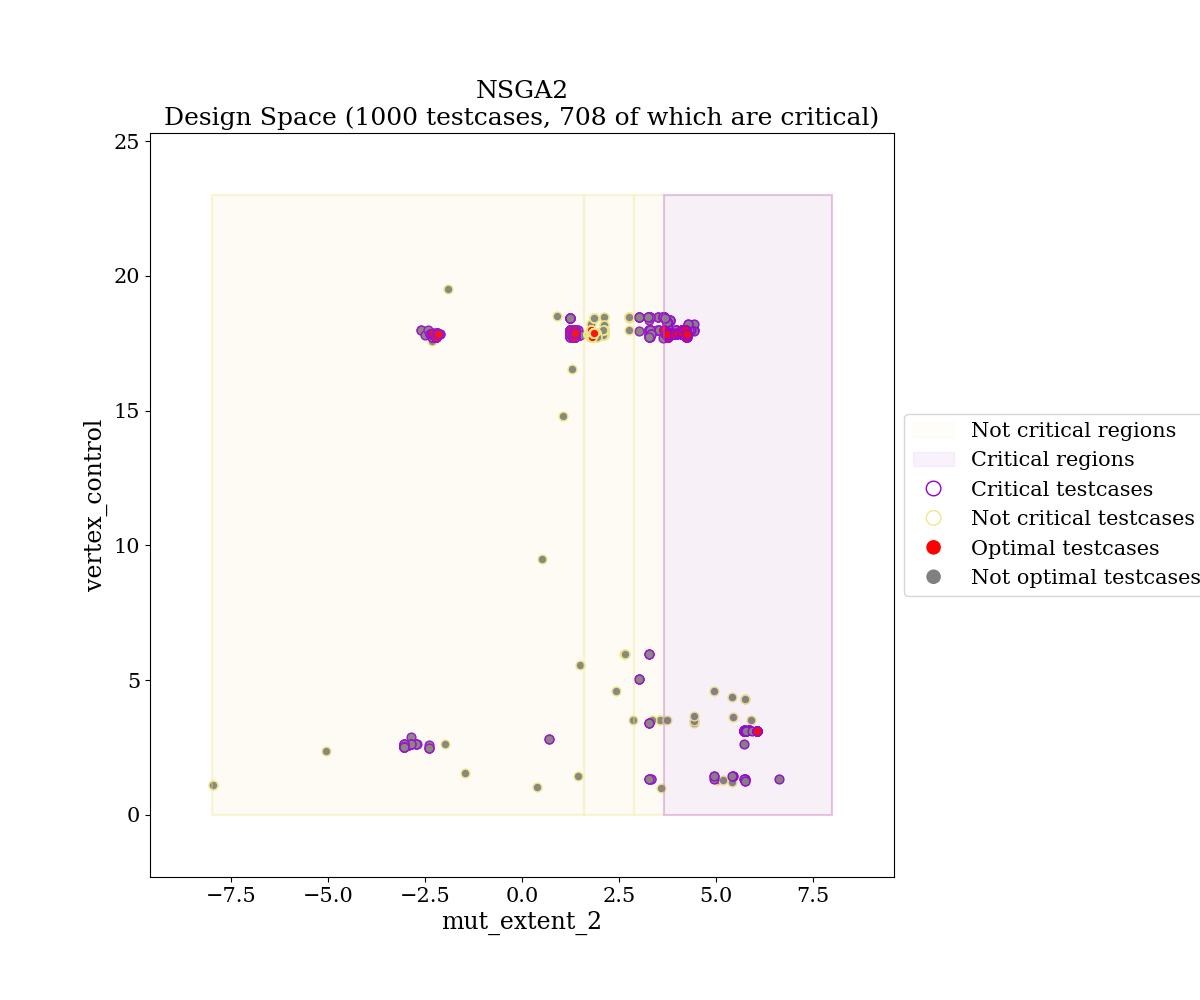 NSGA2
Design Space (1000 testcases, 708 of which are critical)
25
20
15
10
5
0
vertex_control
−7.5
−5.0
−2.5
0.0
2.5
5.0
7.5
mut_extent_2
Not critical regions
Critical regions
Critical testcases
Not critical testcases
Optimal testcases
Not optimal testcases